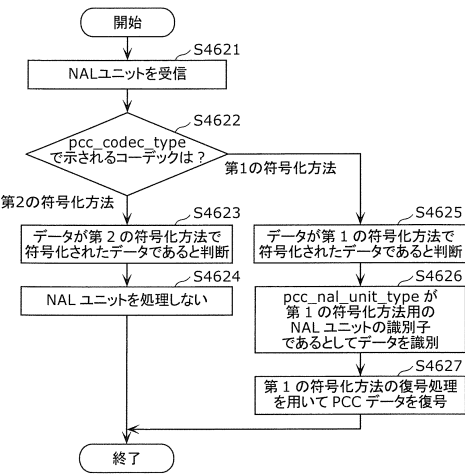 開始
S4621
NALユニットを受信
S4622
pcc_codec_type
で示されるコーデックは？
第1の符号化方法
第2の符号化方法
S4623
データが第２の符号化方法で
符号化されたデータであると判断
S4624
NAL ユニットを処理しない
S4625
データが第１の符号化方法で
符号化されたデータであると判断
S4626
pcc_nal_unit_type が
第１の符号化方法用の
NAL ユニットの識別子
であるとしてデータを識別
S4627
第１の符号化方法の復号処理
を用いて PCC データを復号
終了